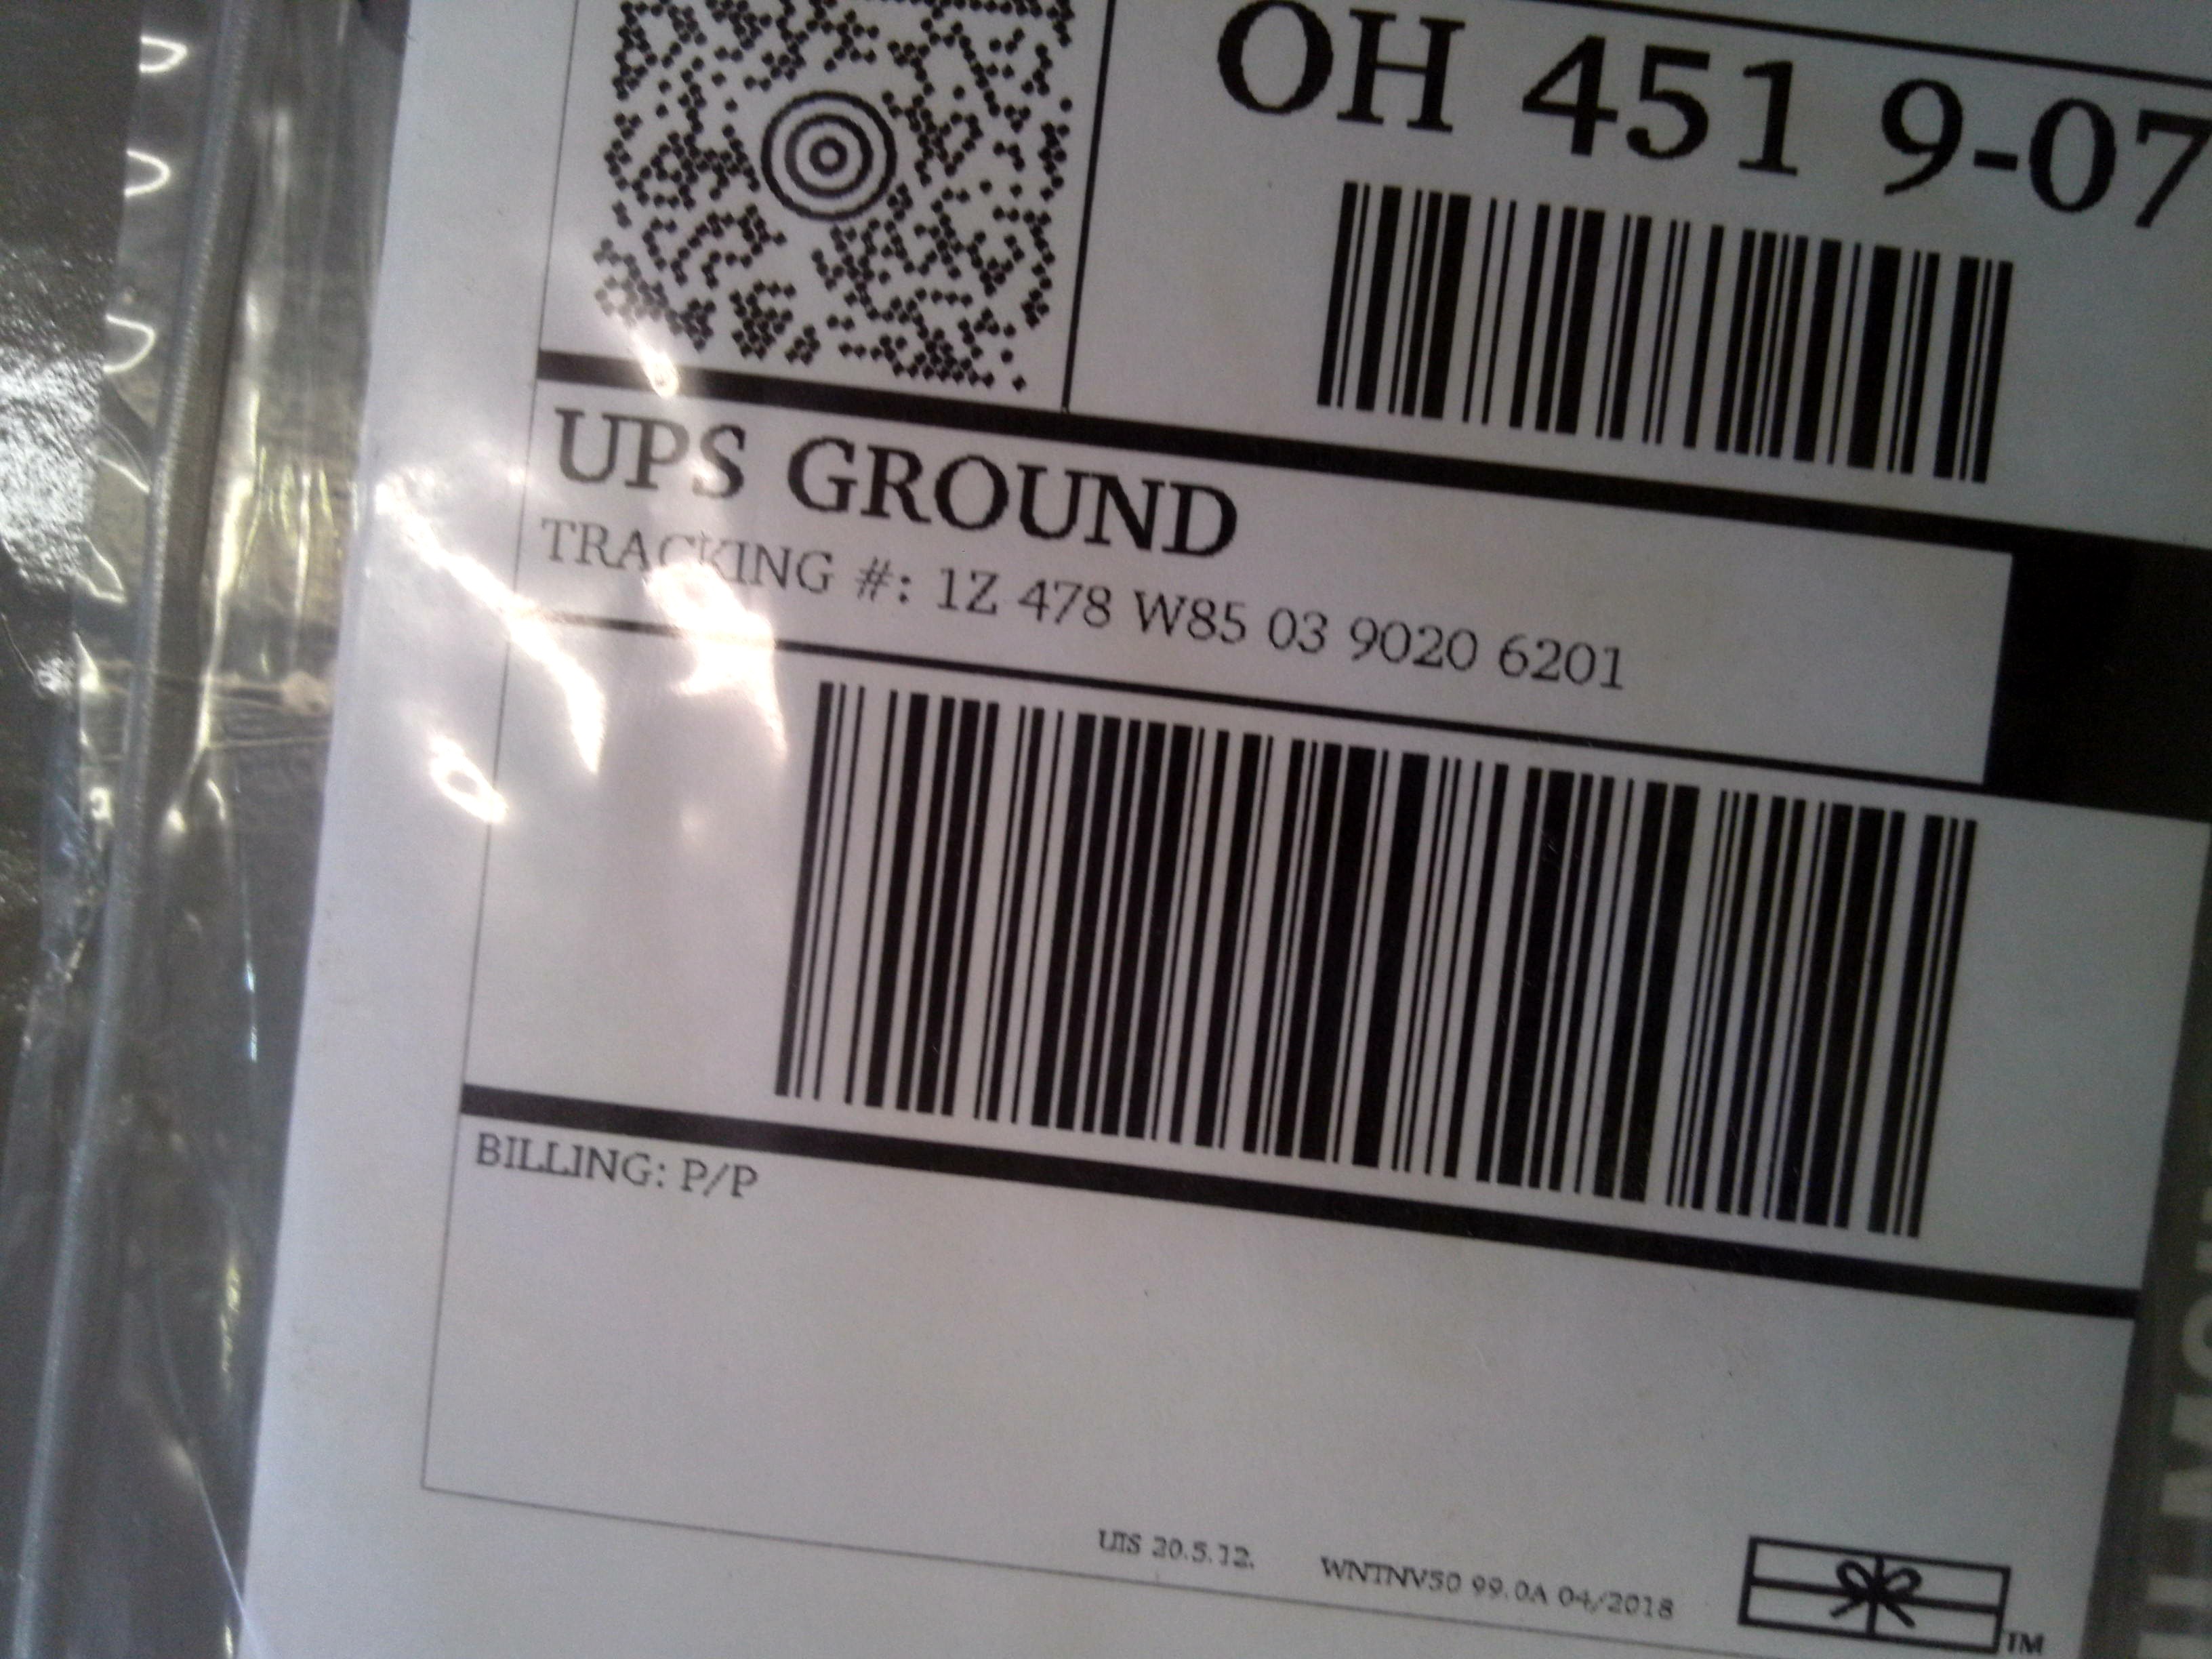 OH 451 9-07
UPS GROUND
TRACKING #: 1Z 478 W85 03 9020 6201
BILLING: P/P
UIS 20.5.12. WNTNV50 99.0A 04/2018
TM